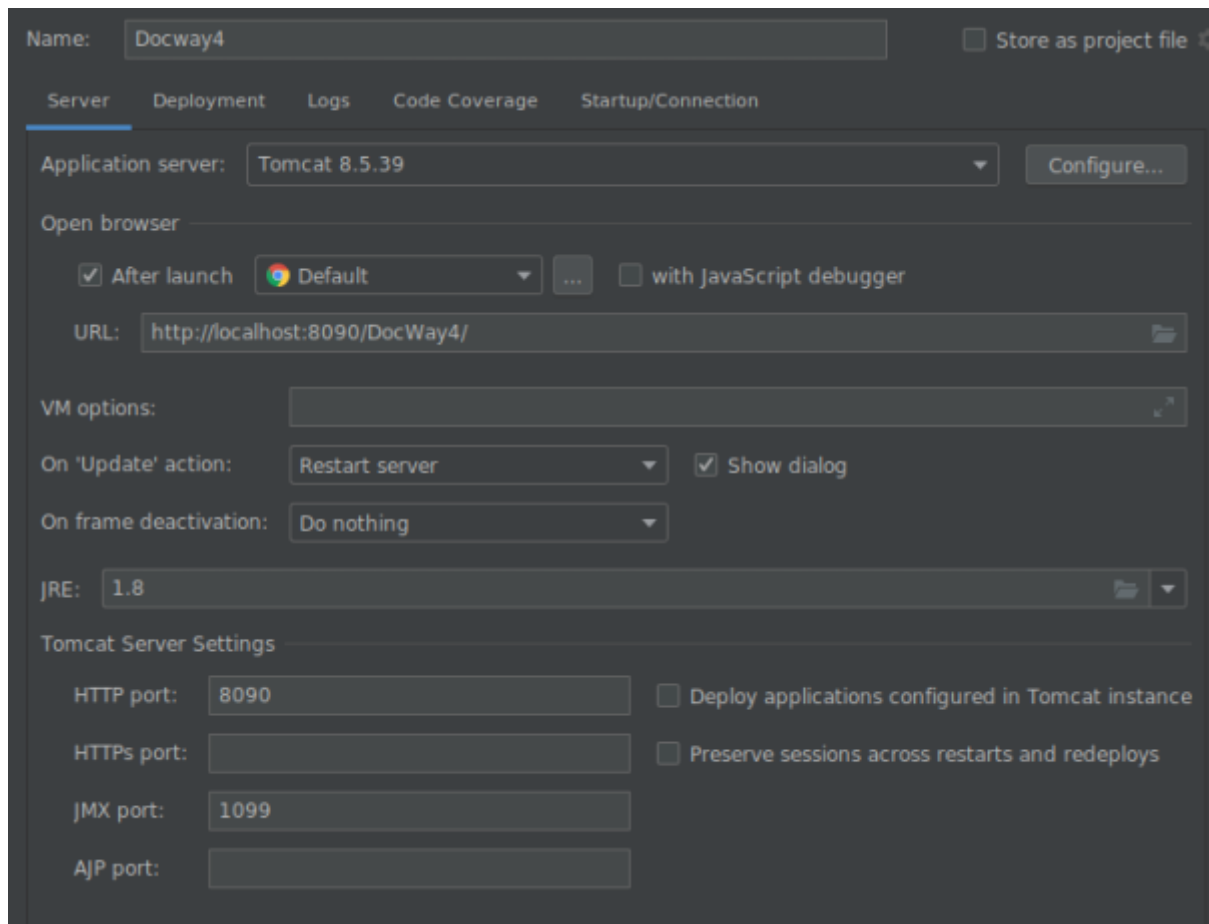 Name: Docway4 Store as project file
Server Deployment Logs Code Coverage Startup/Connection
Application server: Tomcat 8.5.39 Configure...
Open browser
After launch Default ... with JavaScript debugger
URL: http://localhost:8090/DocWay4/
VM options:
On 'Update' action: Restart server Show dialog
On frame deactivation: Do nothing
JRE: 1.8
Tomcat Server Settings
HTTP port: 8090 Deploy applications configured in Tomcat instance
HTTPs port: Preserve sessions across restarts and redeploys
JMX port: 1099
AJP port: